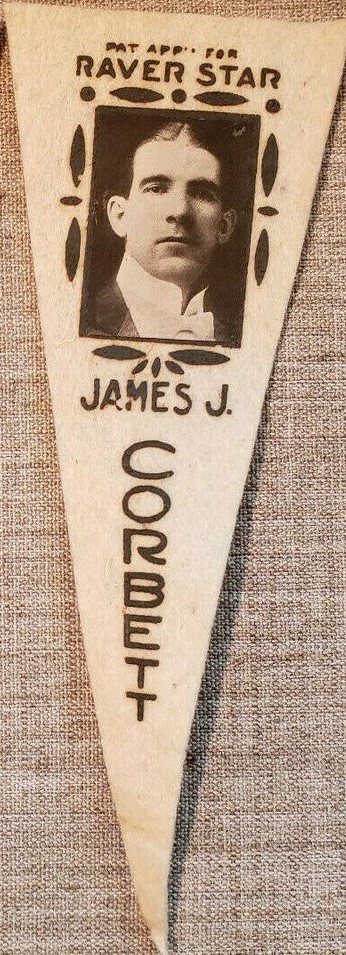 PAT APP'' FOR
RAVER STAR
JAMES J.
CORBETT